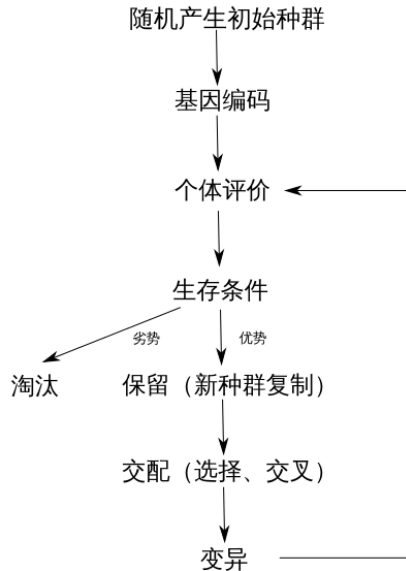 随机产生初始种群
基因编码
个体评价
生存条件
劣势
优势
淘汰
保留（新种群复制）
交配（选择、交叉）
变异